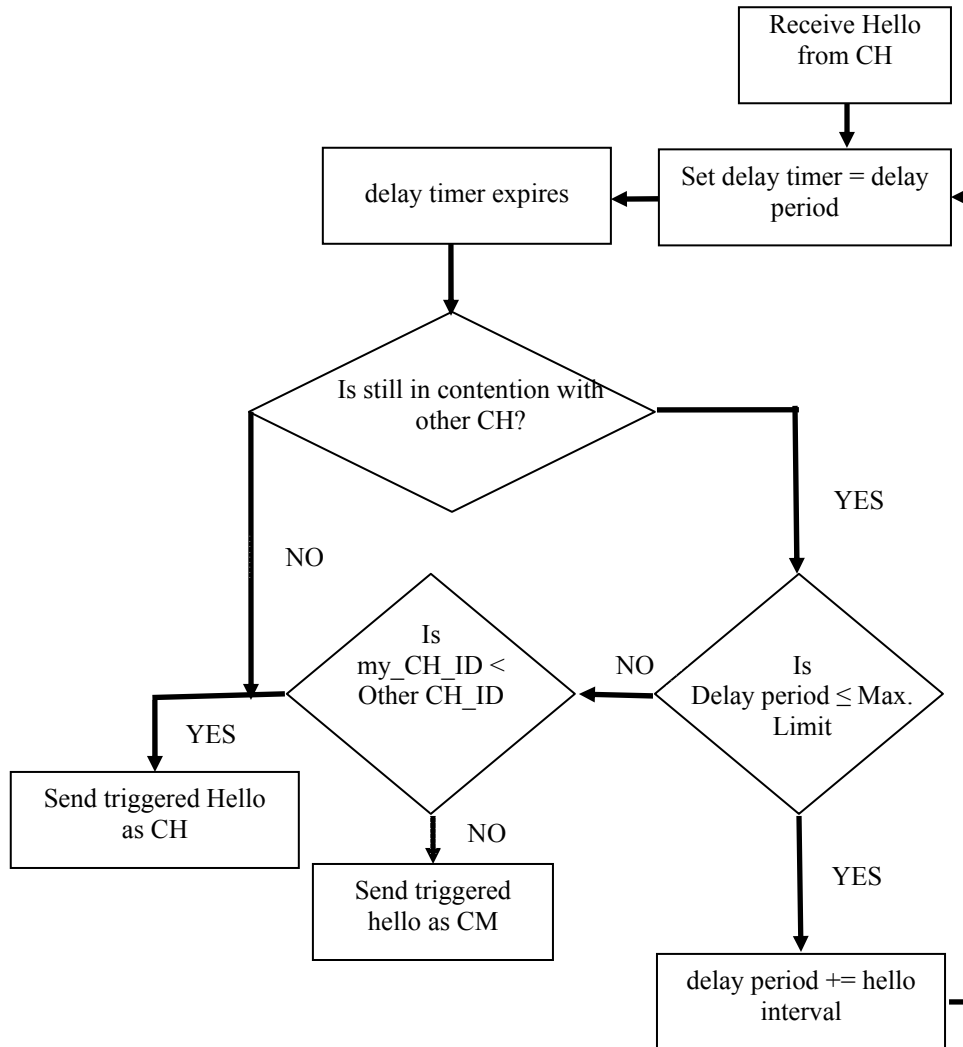 Receive Hello
from CH
Set delay timer = delay
period
delay timer expires
Is still in contention with
other CH?
YES
NO
Is
my_CH_ID <
Other CH_ID
NO
Is
Delay period ≤ Max.
Limit
YES
Send triggered Hello
as CH
NO
Send triggered
hello as CM
YES
delay period += hello
interval